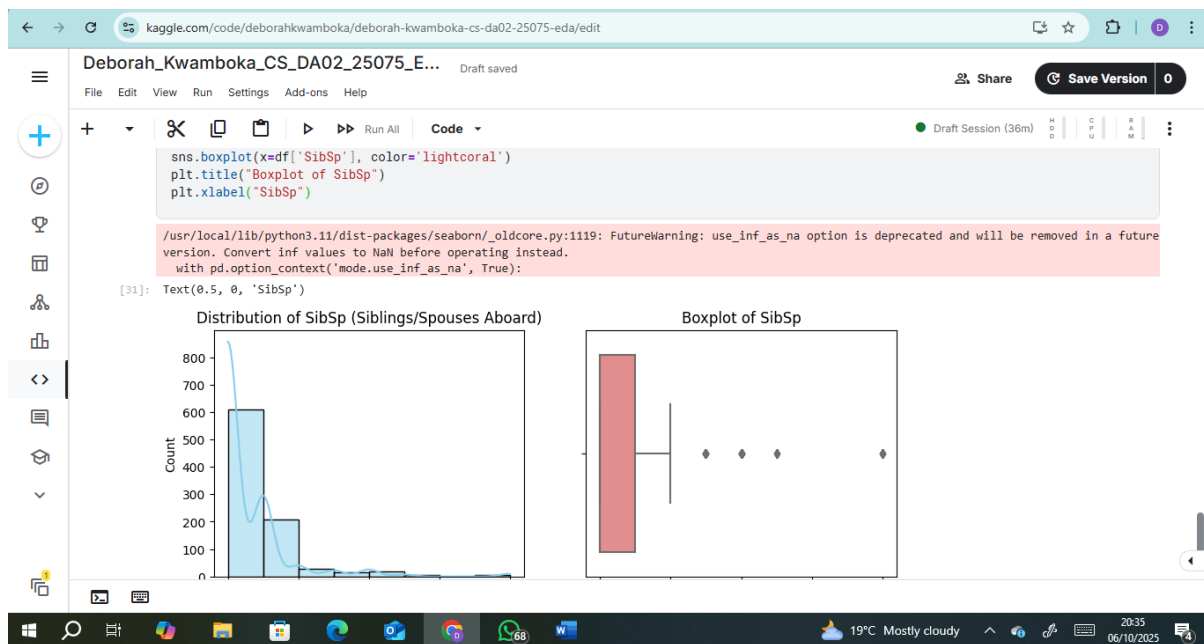 kaggle.com/code/deborahkwamboka/deborah-kwamboka-cs-da02-25075-eda/edit
D
Deborah_Kwamboka_CS_DA02_25075_E...
Draft saved
Share
Save Version
0
File Edit View Run Settings Add-ons Help
Run All
Code
Draft Session (36m)
HDD
CPU
RAM
sns.boxplot(x=df['SibSp'], color='lightcoral')
plt.title("Boxplot of SibSp")
plt.xlabel("SibSp")
/usr/local/lib/python3.11/dist-packages/seaborn/_oldcore.py:1119: FutureWarning: use_inf_as_na option is deprecated and will be removed in a future
version. Convert inf values to NaN before operating instead.
with pd.option_context('mode.use_inf_as_na', True):
[31]: Text(0.5, 0, 'SibSp')
Distribution of SibSp (Siblings/Spouses Aboard)
Boxplot of SibSp
800
700
600
500
400
300
200
100
0
Count
1
D
68
W
19°C Mostly cloudy
20:35
06/10/2025
4